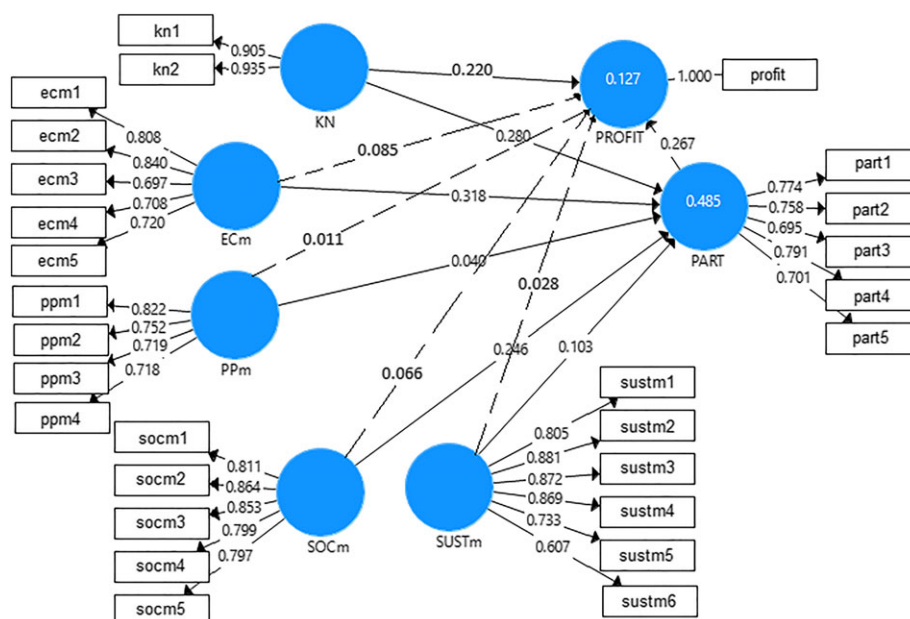 kn1
0.905
kn2
0.935
KN
0.220
0.280
0.127
PROFIT
1.000
profit
0.267
ecm1
0.808
ecm2
0.840
ecm3
0.697
ecm4
0.708
ecm5
0.720
ECm
0.085
0.318
0.485
PART
0.774
part1
0.758
part2
0.695
part3
0.791
part4
0.701
part5
ppm1
0.822
ppm2
0.752
ppm3
0.719
ppm4
0.718
PPm
0.011
0.040
0.028
0.066
0.246
0.103
socm1
0.811
socm2
0.864
socm3
0.853
socm4
0.799
socm5
0.797
SOCm
SUSTm
0.805
sustm1
0.881
sustm2
0.872
sustm3
0.869
sustm4
0.733
sustm5
0.607
sustm6